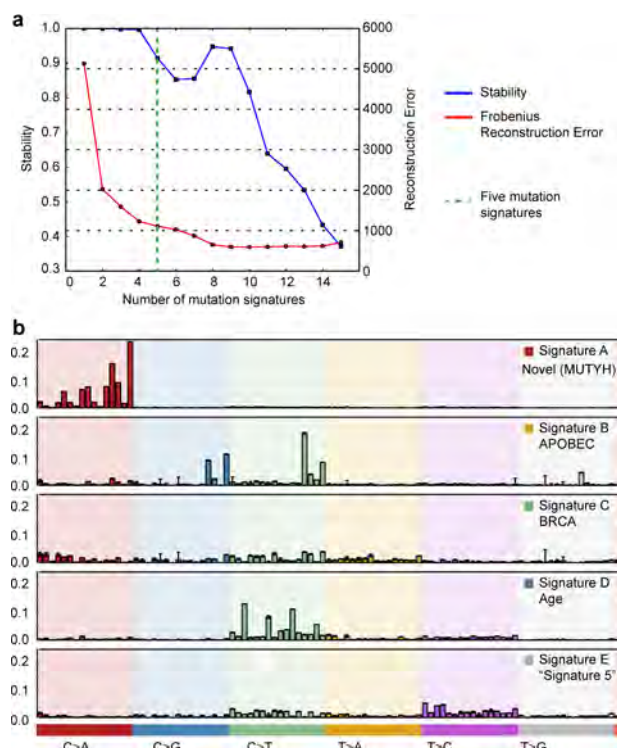 a
1.0
0.9
0.8
0.7
0.6
0.5
0.4
0.3
Stability
6000
5000
4000
3000
2000
1000
0
Reconstruction Error
0 2 4 6 8 10 12 14
Number of mutation signatures
Stability
Frobenius
Reconstruction Error
Five mutation
signatures
b
0.2
0.1
0.0
Signature A
Novel (MUTYH)
0.2
0.1
0.0
Signature B
APOBEC
0.2
0.1
0.0
Signature C
BRCA
0.2
0.1
0.0
Signature D
Age
0.2
0.1
0.0
Signature E
"Signature 5"
C>A C>G C>T T>A T>C T>G